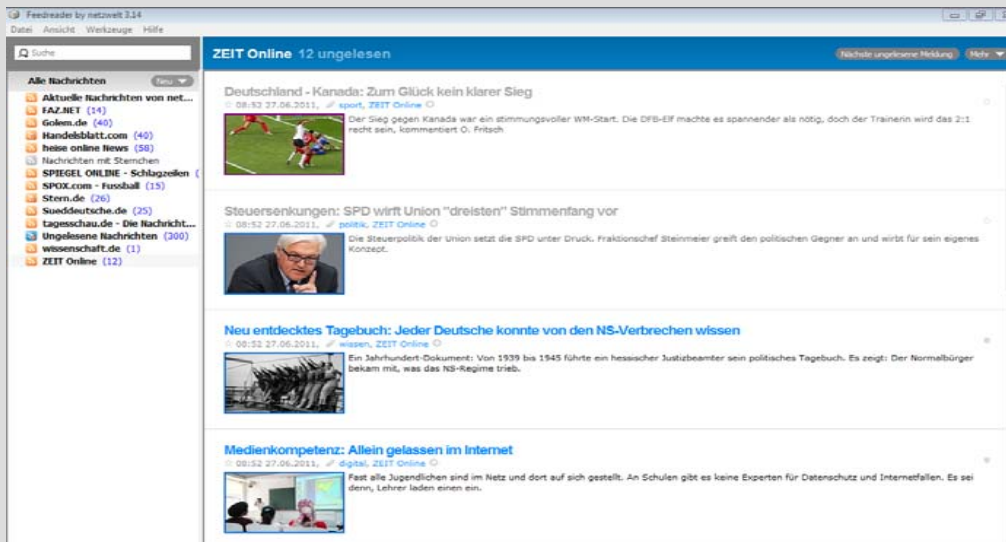 Feedreader by netzwelt 3.14
Datei Ansicht Werkzeuge Hilfe
Suche
Alle Nachrichten Neu
Aktuelle Nachrichten von net...
FAZ.NET (14)
Golem.de (40)
Handelsblatt.com (40)
heise online News (58)
Nachrichten mit Sternchen
SPIEGEL ONLINE - Schlagzeilen (
SPOX.com - Fussball (15)
Stern.de (26)
Sueddeutsche.de (25)
tagesschau.de - Die Nachricht...
Ungelesene Nachrichten (300)
wissenschaft.de (1)
ZEIT Online (12)
ZEIT Online 12 ungelesen
Nächste ungelesene Meldung Mehr
Deutschland - Kanada: Zum Glück kein klarer Sieg
08:52 27.06.2011, sport, ZEIT Online
Der Sieg gegen Kanada war ein stimmungsvoller WM-Start. Die DFB-Elf machte es spannender als nötig, doch der Trainerin wird das 2:1
recht sein, kommentiert O. Fritsch
Steuersenkungen: SPD wirft Union "dreisten" Stimmenfang vor
08:52 27.06.2011, politik, ZEIT Online
Die Steuerpolitik der Union setzt die SPD unter Druck. Fraktionschef Steinmeier greift den politischen Gegner an und wirbt für sein eigenes
Konzept.
Neu entdecktes Tagebuch: Jeder Deutsche konnte von den NS-Verbrechen wissen
08:52 27.06.2011, wissen, ZEIT Online
Ein Jahrhundert-Dokument: Von 1939 bis 1945 führte ein hessischer Justizbeamter sein politisches Tagebuch. Es zeigt: Der Normalbürger
bekam mit, was das NS-Regime trieb.
Medienkompetenz: Allein gelassen im Internet
08:52 27.06.2011, digital, ZEIT Online
Fast alle Jugendlichen sind im Netz und dort auf sich gestellt. An Schulen gibt es keine Experten für Datenschutz und Internetfallen. Es sei
denn, Lehrer laden einen ein.